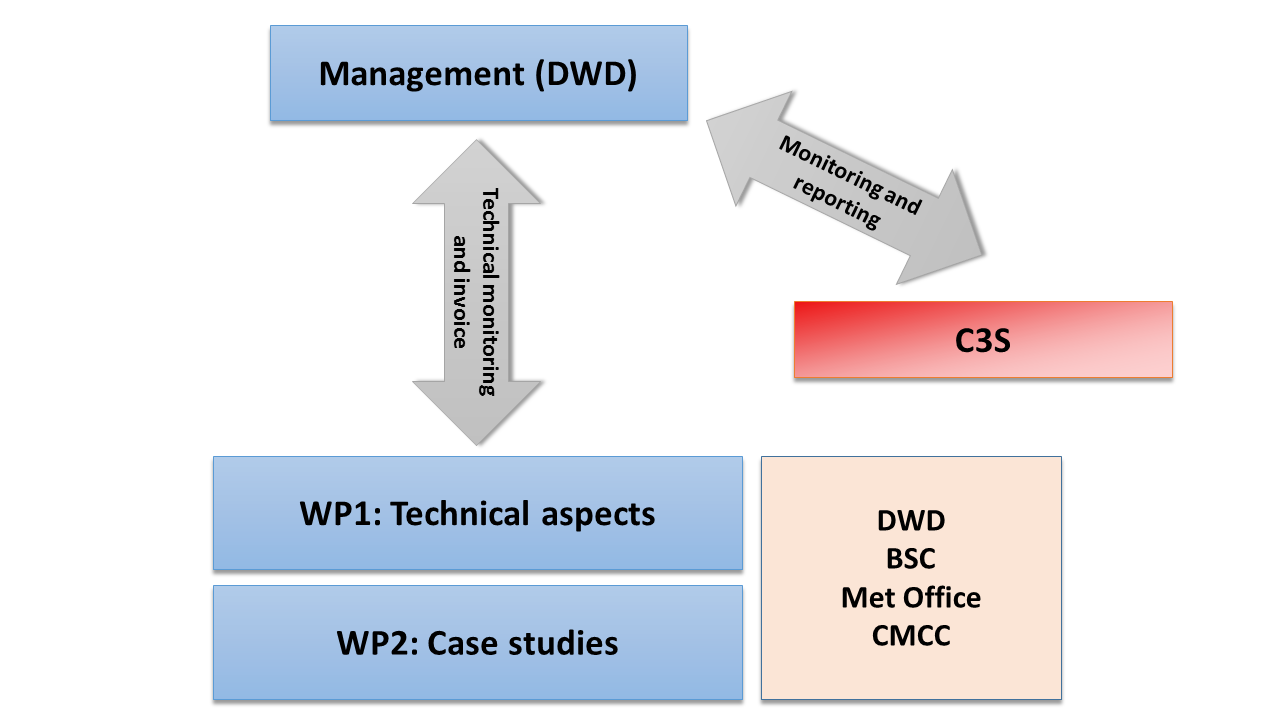 Management (DWD)
Monitoring and
reporting
Technical monitoring
and invoice
C3S
WP1: Technical aspects
WP2: Case studies
DWD
BSC
Met Office
CMCC